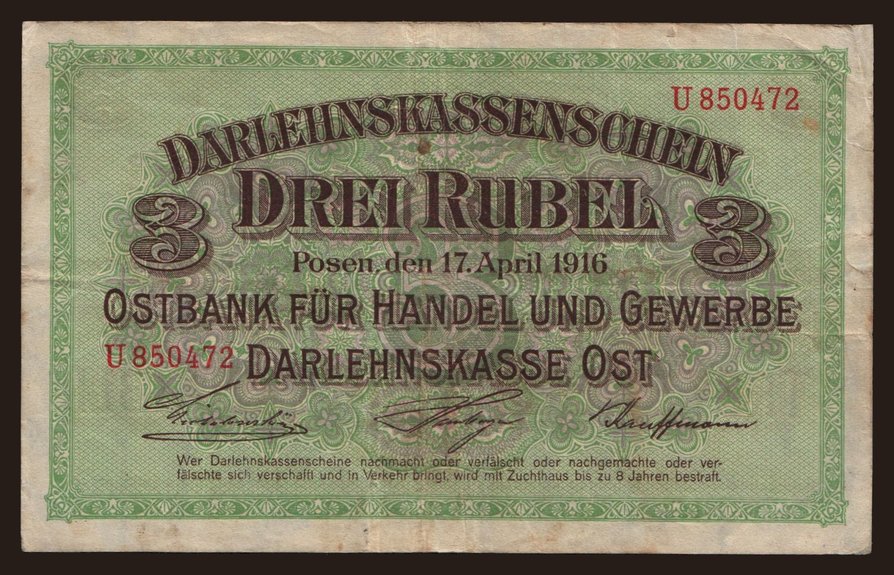 U 850472
DARLEHNSKASSENSCHEIN
3 DREI RUBEL 3
Posen, den 17. April 1916
OSTBANK FÜR HANDEL UND GEWERBE
U 850472 DARLEHNSKASSE OST
Kauffmann
Wer Darlehnskassenscheine nachmacht oder verfälscht oder nachgemachte oder ver-
fälschte sich verschafft und in Verkehr bringt, wird mit Zuchthaus bis zu 8 Jahren bestraft.